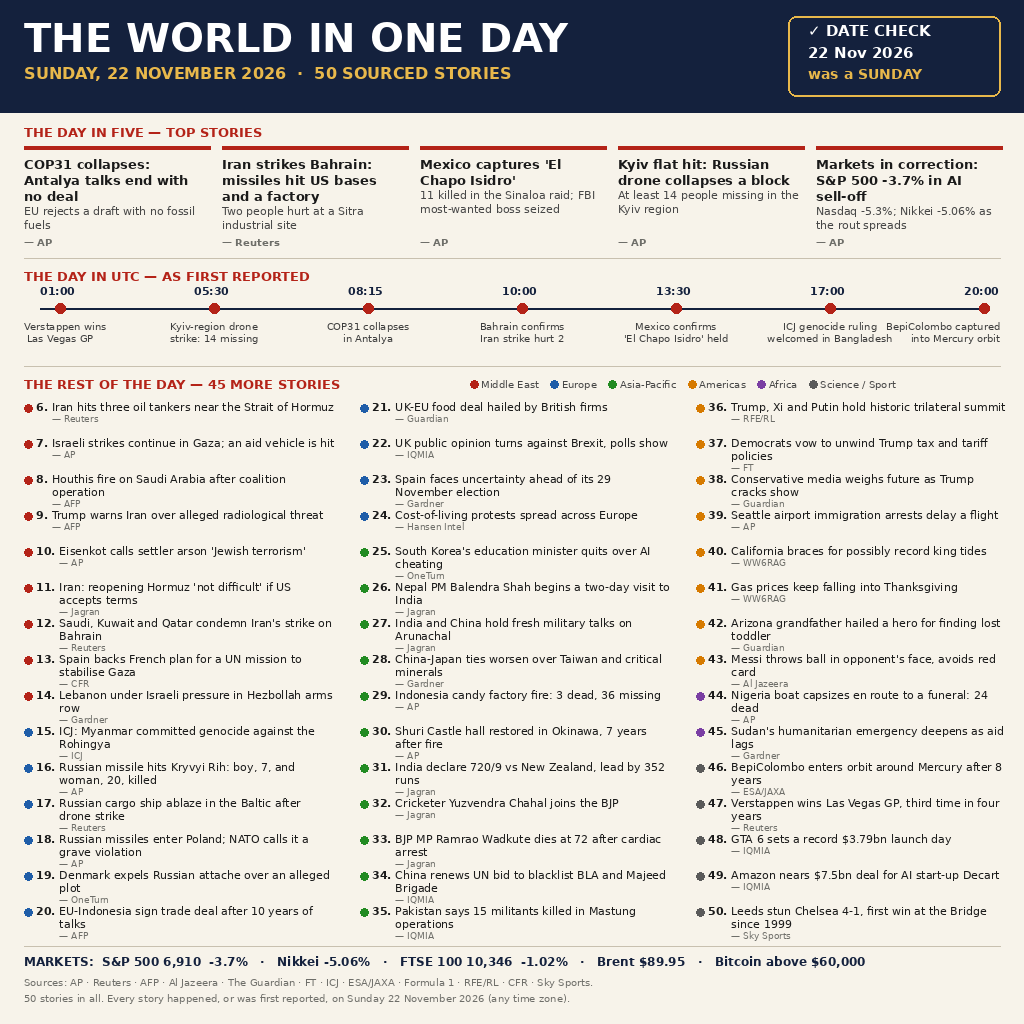 THE WORLD IN ONE DAY
SUNDAY, 22 NOVEMBER 2026 · 50 SOURCED STORIES
✓ DATE CHECK
22 Nov 2026
was a SUNDAY
THE DAY IN FIVE — TOP STORIES
COP31 collapses:
Antalya talks end with
no deal
EU rejects a draft with no fossil
fuels
— AP
Iran strikes Bahrain:
missiles hit US bases
and a factory
Two people hurt at a Sitra
industrial site
— Reuters
Mexico captures 'El
Chapo Isidro'
11 killed in the Sinaloa raid; FBI
most-wanted boss seized
— AP
Kyiv flat hit: Russian
drone collapses a block
At least 14 people missing in the
Kyiv region
— AP
Markets in correction:
S&P 500 -3.7% in AI
sell-off
Nasdaq -5.3%; Nikkei -5.06% as
the rout spreads
— AP
THE DAY IN UTC — AS FIRST REPORTED
01:00
Verstappen wins
Las Vegas GP
05:30
Kyiv-region drone
strike: 14 missing
08:15
COP31 collapses
in Antalya
10:00
Bahrain confirms
Iran strike hurt 2
13:30
Mexico confirms
'El Chapo Isidro' held
17:00
ICJ genocide ruling
welcomed in Bangladesh
20:00
BepiColombo captured
into Mercury orbit
THE REST OF THE DAY — 45 MORE STORIES
Middle East
Europe
Asia-Pacific
Americas
Africa
Science / Sport
6. Iran hits three oil tankers near the Strait of Hormuz
— Reuters
7. Israeli strikes continue in Gaza; an aid vehicle is hit
— AP
8. Houthis fire on Saudi Arabia after coalition
operation
— AFP
9. Trump warns Iran over alleged radiological threat
— AFP
10. Eisenkot calls settler arson 'Jewish terrorism'
— AP
11. Iran: reopening Hormuz 'not difficult' if US
accepts terms
— Jagran
12. Saudi, Kuwait and Qatar condemn Iran's strike on
Bahrain
— Reuters
13. Spain backs French plan for a UN mission to
stabilise Gaza
— CFR
14. Lebanon under Israeli pressure in Hezbollah arms
row
— Gardner
15. ICJ: Myanmar committed genocide against the
Rohingya
— ICJ
16. Russian missile hits Kryvyi Rih: boy, 7, and
woman, 20, killed
— AP
17. Russian cargo ship ablaze in the Baltic after
drone strike
— Reuters
18. Russian missiles enter Poland; NATO calls it a
grave violation
— AP
19. Denmark expels Russian attache over an alleged
plot
— OneTum
20. EU-Indonesia sign trade deal after 10 years of
talks
— AFP
21. UK-EU food deal hailed by British firms
— Guardian
22. UK public opinion turns against Brexit, polls show
— IQMIA
23. Spain faces uncertainty ahead of its 29
November election
— Gardner
24. Cost-of-living protests spread across Europe
— Hansen Intel
25. South Korea's education minister quits over AI
cheating
— OneTum
26. Nepal PM Balendra Shah begins a two-day visit to
India
— Jagran
27. India and China hold fresh military talks on
Arunachal
— Jagran
28. China-Japan ties worsen over Taiwan and critical
minerals
— Gardner
29. Indonesia candy factory fire: 3 dead, 36 missing
— AP
30. Shuri Castle hall restored in Okinawa, 7 years
after fire
— AP
31. India declare 720/9 vs New Zealand, lead by 352
runs
— Jagran
32. Cricketer Yuzvendra Chahal joins the BJP
— Jagran
33. BJP MP Ramrao Wadkute dies at 72 after cardiac
arrest
— Jagran
34. China renews UN bid to blacklist BLA and Majeed
Brigade
— IQMIA
35. Pakistan says 15 militants killed in Mastung
operations
— IQMIA
36. Trump, Xi and Putin hold historic trilateral summit
— RFE/RL
37. Democrats vow to unwind Trump tax and tariff
policies
— FT
38. Conservative media weighs future as Trump
cracks show
— Guardian
39. Seattle airport immigration arrests delay a flight
— AP
40. California braces for possibly record king tides
— WW6RAG
41. Gas prices keep falling into Thanksgiving
— WW6RAG
42. Arizona grandfather hailed a hero for finding lost
toddler
— Guardian
43. Messi throws ball in opponent's face, avoids red
card
— Al Jazeera
44. Nigeria boat capsizes en route to a funeral: 24
dead
— AP
45. Sudan's humanitarian emergency deepens as aid
lags
— Gardner
46. BepiColombo enters orbit around Mercury after 8
years
— ESA/JAXA
47. Verstappen wins Las Vegas GP, third time in four
years
— Reuters
48. GTA 6 sets a record $3.79bn launch day
— IQMIA
49. Amazon nears $7.5bn deal for AI start-up Decart
— IQMIA
50. Leeds stun Chelsea 4-1, first win at the Bridge
since 1999
— Sky Sports
MARKETS: S&P 500 6,910 -3.7% · Nikkei -5.06% · FTSE 100 10,346 -1.02% · Brent $89.95 · Bitcoin above $60,000
Sources: AP · Reuters · AFP · Al Jazeera · The Guardian · FT · ICJ · ESA/JAXA · Formula 1 · RFE/RL · CFR · Sky Sports.
50 stories in all. Every story happened, or was first reported, on Sunday 22 November 2026 (any time zone).